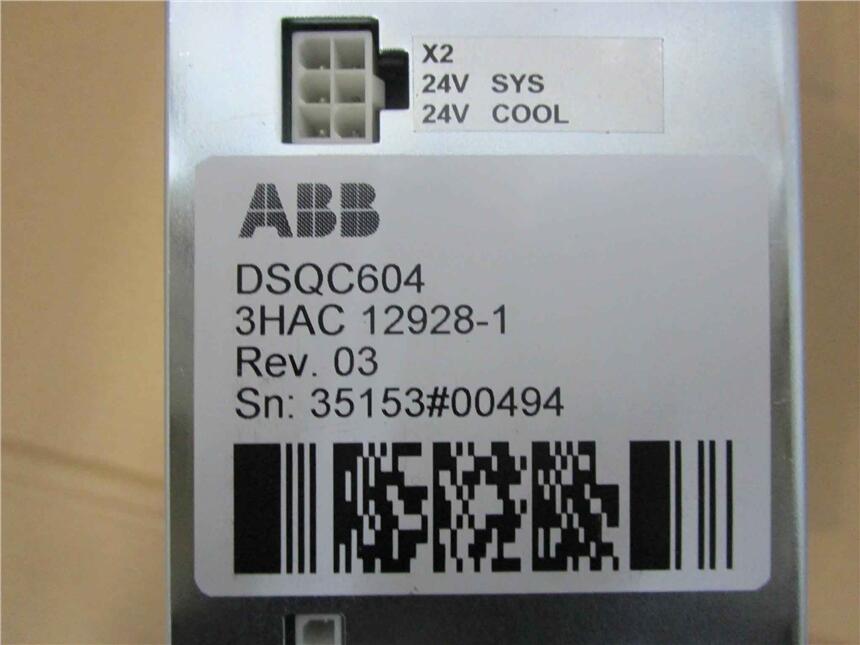 X2
24V SYS
24V COOL
ABB
DSQC604
3HAC 12928-1
Rev. 03
Sn: 35153#00494